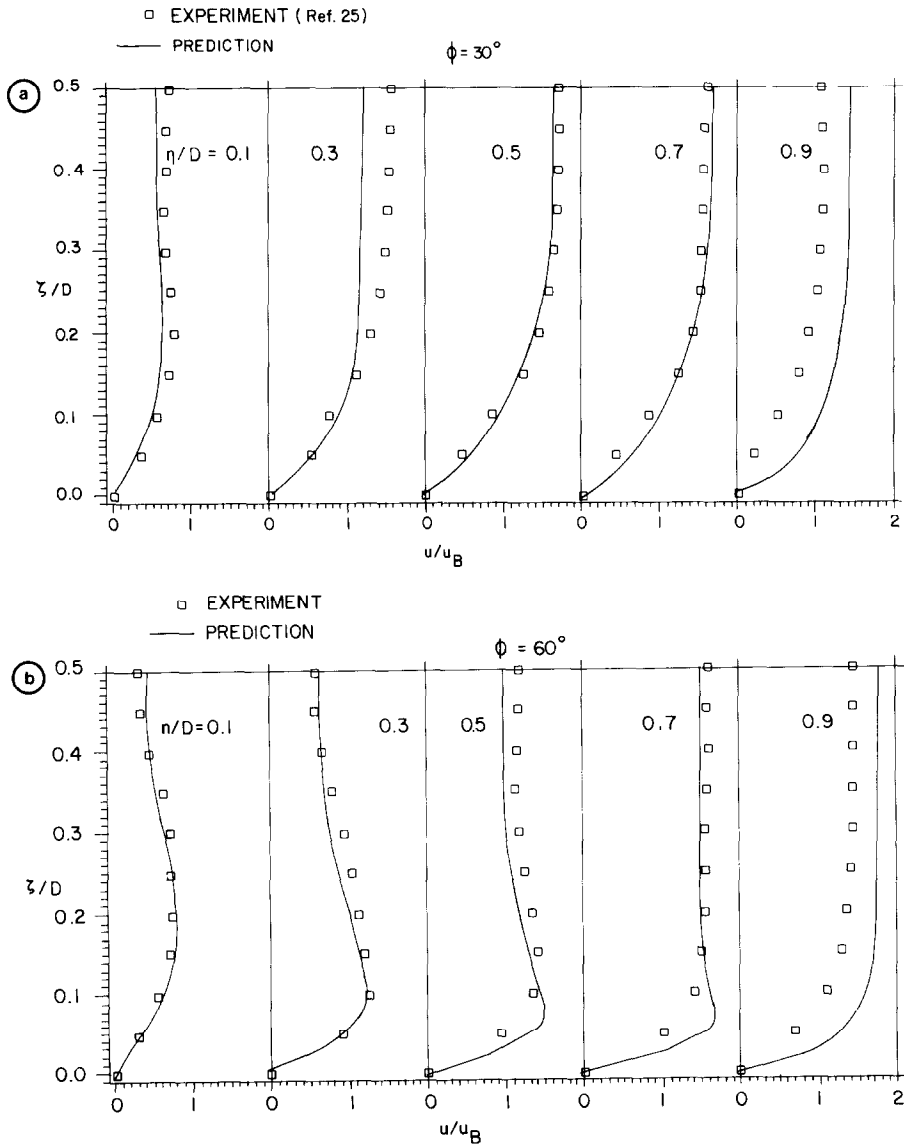 □ EXPERIMENT (Ref. 25)
— PREDICTION
ϕ = 30°
a
0.5
0.4
0.3
0.2
0.1
0.0
ζ/D
η/D = 0.1
0.3
0.5
0.7
0.9
0 1 0 1 0 1 0 1 0 1 2
u/u_B
□ EXPERIMENT
— PREDICTION
ϕ = 60°
b
0.5
0.4
0.3
0.2
0.1
0.0
ζ/D
n/D = 0.1
0.3
0.5
0.7
0.9
0 1 0 1 0 1 0 1 0 1 2
u/u_B